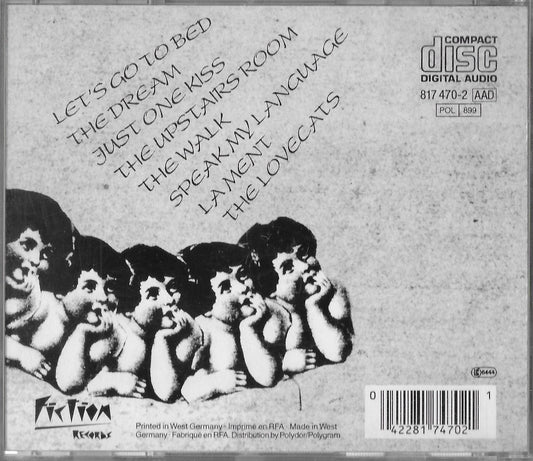 LET'S GO TO BED
THE DREAM
JUST ONE KISS
THE UPSTAIRS ROOM
THE WALK
SPEAK MY LANGUAGE
LAMENT
THE LOVECATS
COMPACT
disc
DIGITAL AUDIO
817 470-2 AAD
POL 899
Fiction
RECORDS
Printed in West Germany · Imprimé en RFA · Made in West
Germany · Fabriqué en RFA. Distribution by Polydor/Polygram.
0 42281 74702 1